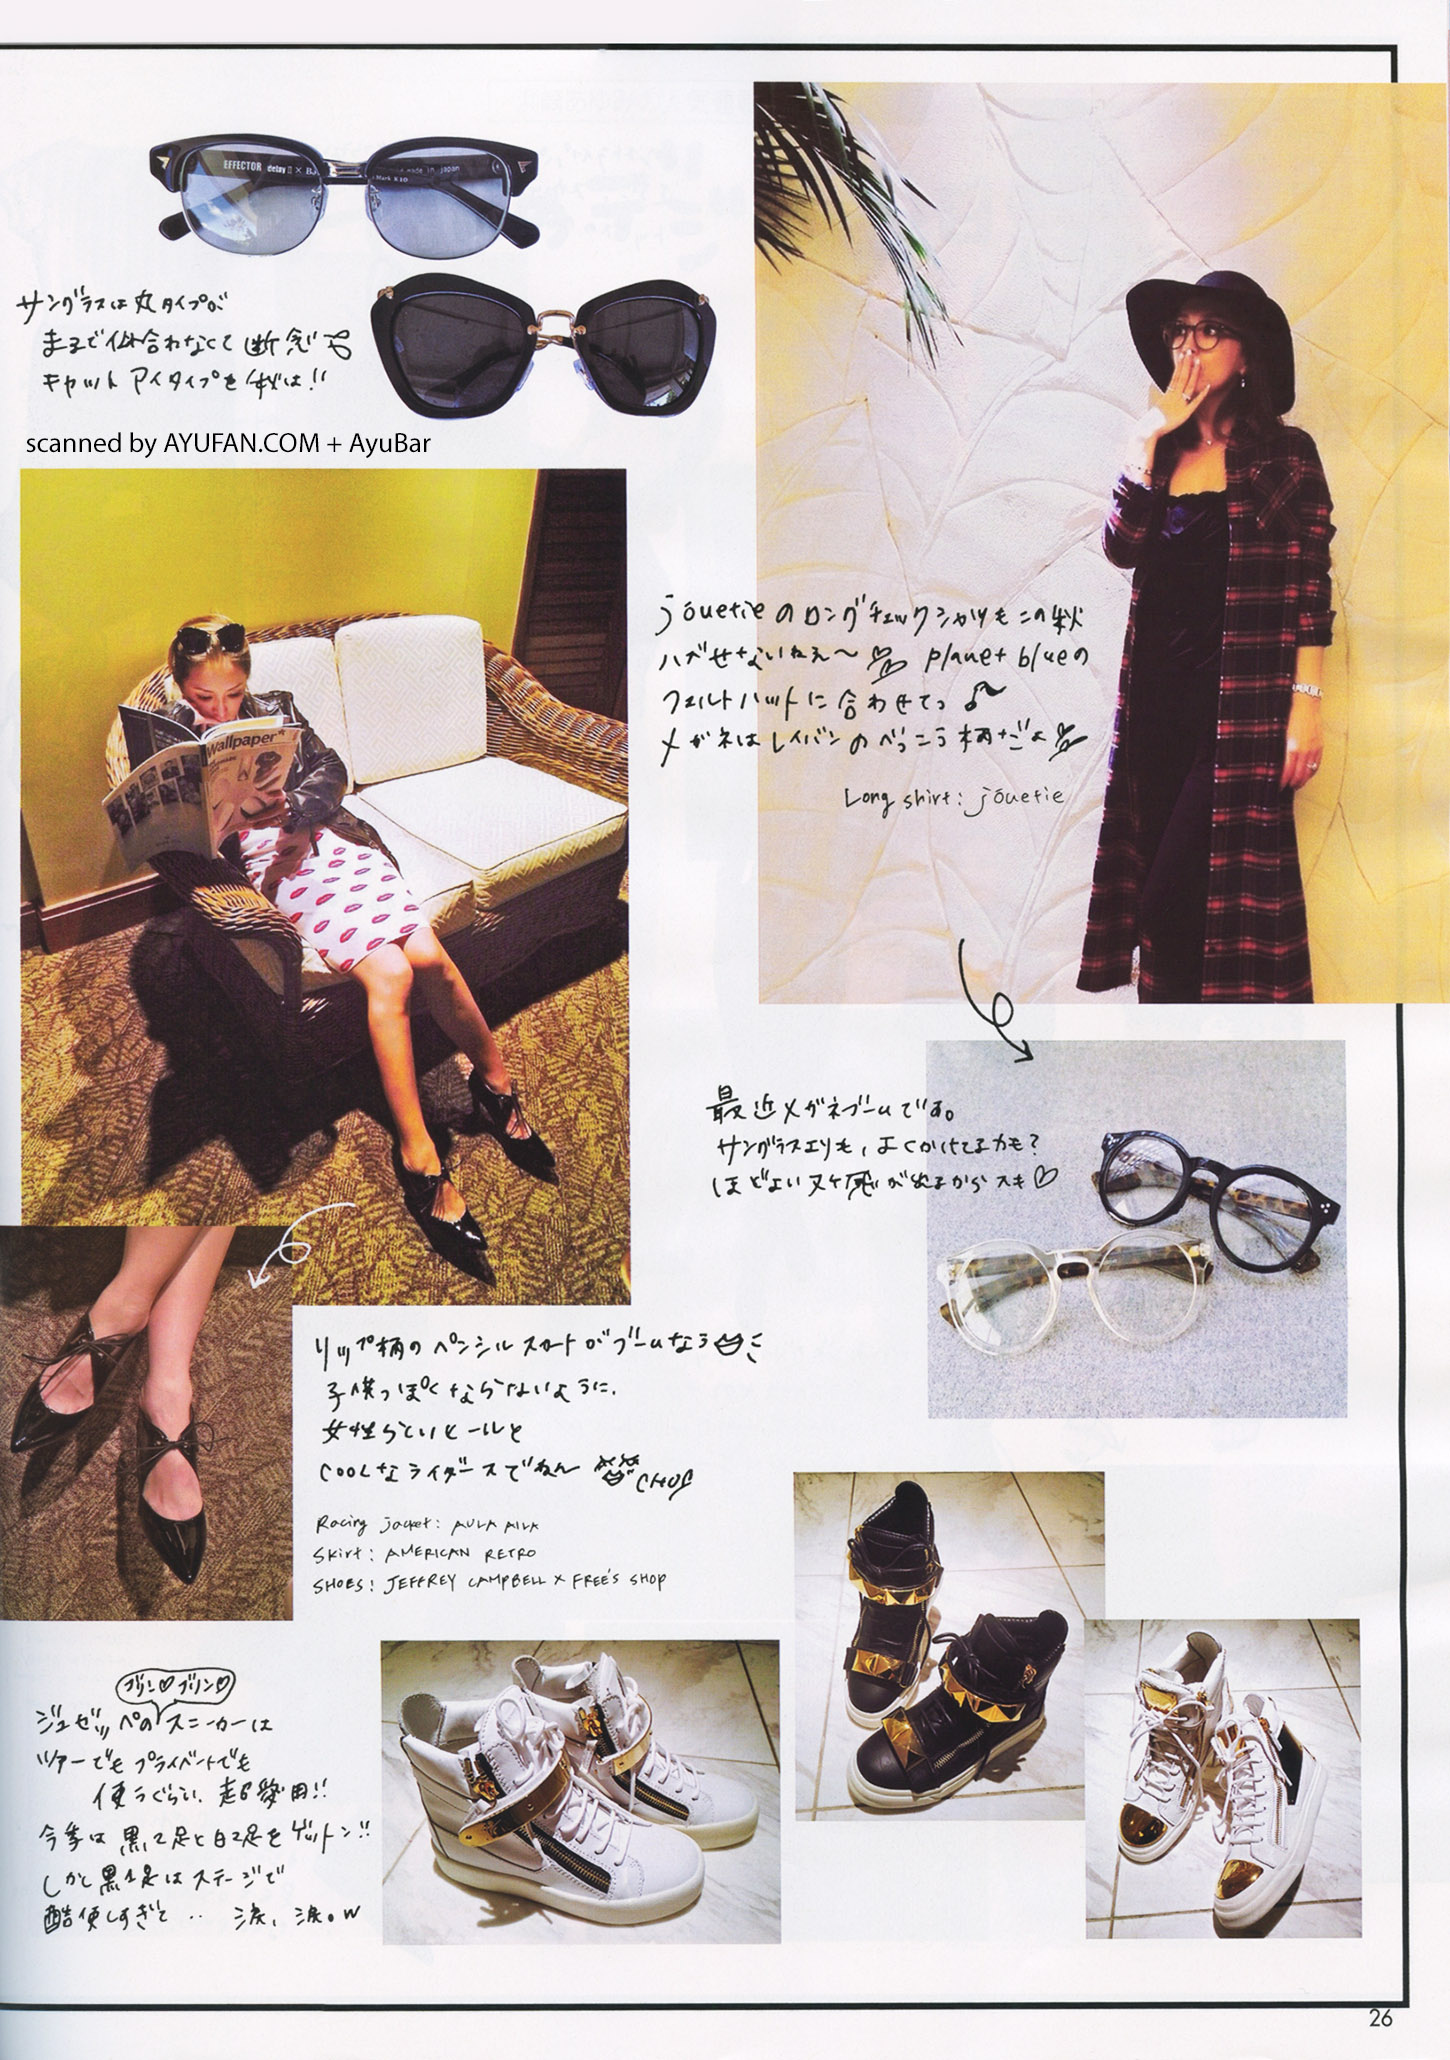 EFFECTOR delay
made in japan
サングラスは丸タイプが
まるで似合わなくて断念
キャットアイタイプを
scanned by AYUFAN.COM + AyuBar
Wallpaper*
jouetieのロングチェックシャツもこの秋
ハズせないねぇ〜 planet blueの
フェルトハットに合わせてっ♪
メガネはレイバンのべっこう柄だよ
Long shirt: jouetie
最近メガネブームです。
サングラスよりも、よくかけてるかも?
ほどよいヌケ感が出るからスキ♡
リップ柄のペンシルスカートがブームなう
子供っぽくならないように、
女性らしいヒールと
COOLなライダースでねん CHU!
Racing jacket: AULA AILA
Skirt: AMERICAN RETRO
SHOES: JEFFREY CAMPBELL × FREE'S SHOP
ブリン♡ブリン♡
ジュゼッペのスニーカーは
ツアーでもプライベートでも
使うぐらい、超愛用!!
今季は黒2足と白2足をゲットン!!
しかし黒1足はステージで
酷使しすぎて‥ 涙、涙。w
26